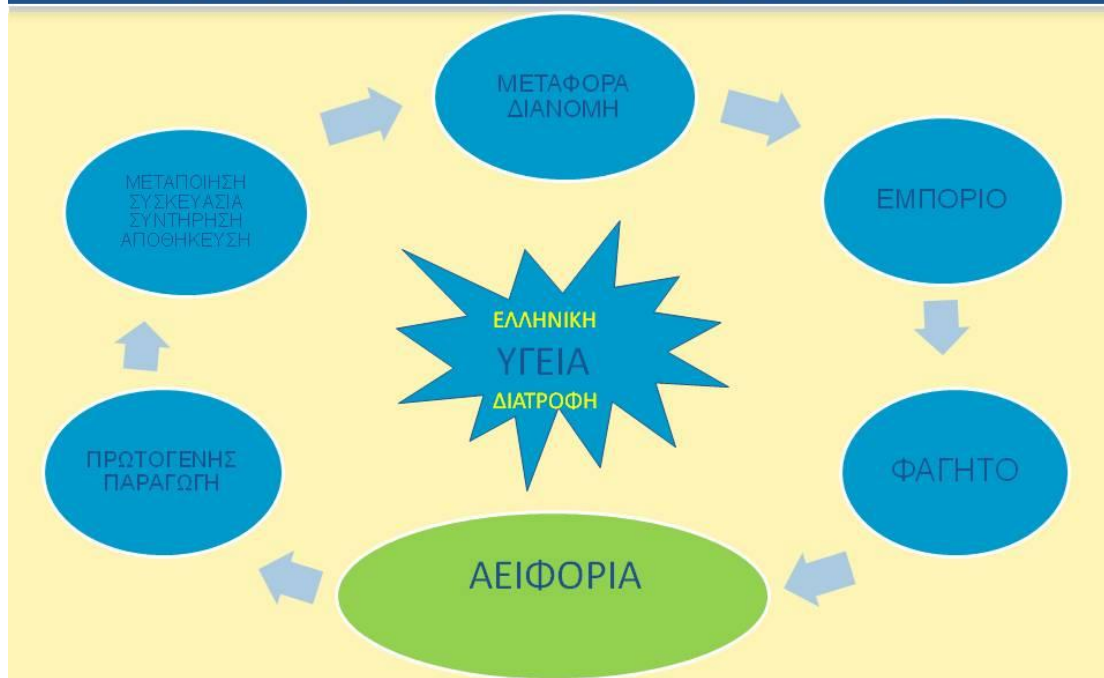 ΜΕΤΑΦΟΡΑ
ΔΙΑΝΟΜΗ
ΜΕΤΑΠΟΙΗΣΗ
ΣΥΣΚΕΥΑΣΙΑ
ΣΥΝΤΗΡΗΣΗ
ΑΠΟΘΗΚΕΥΣΗ
ΕΜΠΟΡΙΟ
ΕΛΛΗΝΙΚΗ
ΥΓΕΙΑ
ΔΙΑΤΡΟΦΗ
ΠΡΩΤΟΓΕΝΗΣ
ΠΑΡΑΓΩΓΗ
ΦΑΓΗΤΟ
ΑΕΙΦΟΡΙΑ